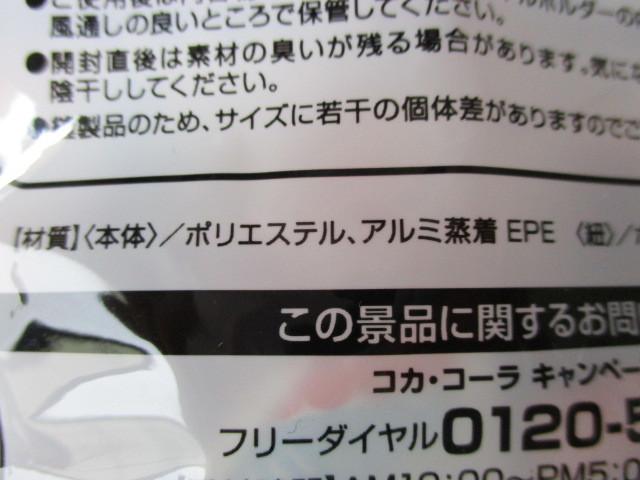 風通しの良いところで保管してください。
●開封直後は素材の臭いが残る場合があります。気にな
陰干ししてください。
●縫製品のため、サイズに若干の個体差がありますのでご
【材質】〈本体〉／ポリエステル、アルミ蒸着 EPE 〈紐〉／
この景品に関するお問
コカ・コーラ キャンペー
フリーダイヤル0120-5
AM10:00〜PM5:0